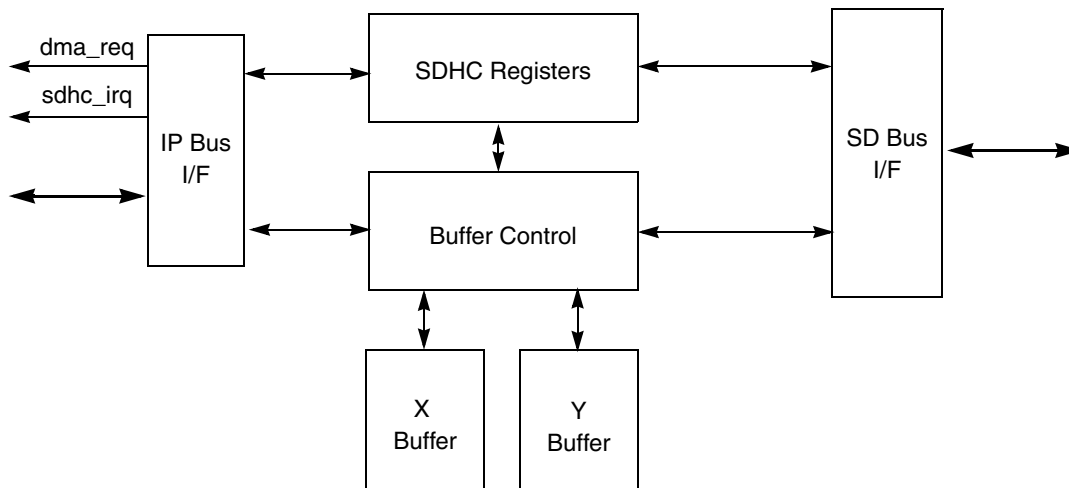 dma_req
sdhc_irq
IP Bus
I/F
SDHC Registers
Buffer Control
SD Bus
I/F
X
Buffer
Y
Buffer